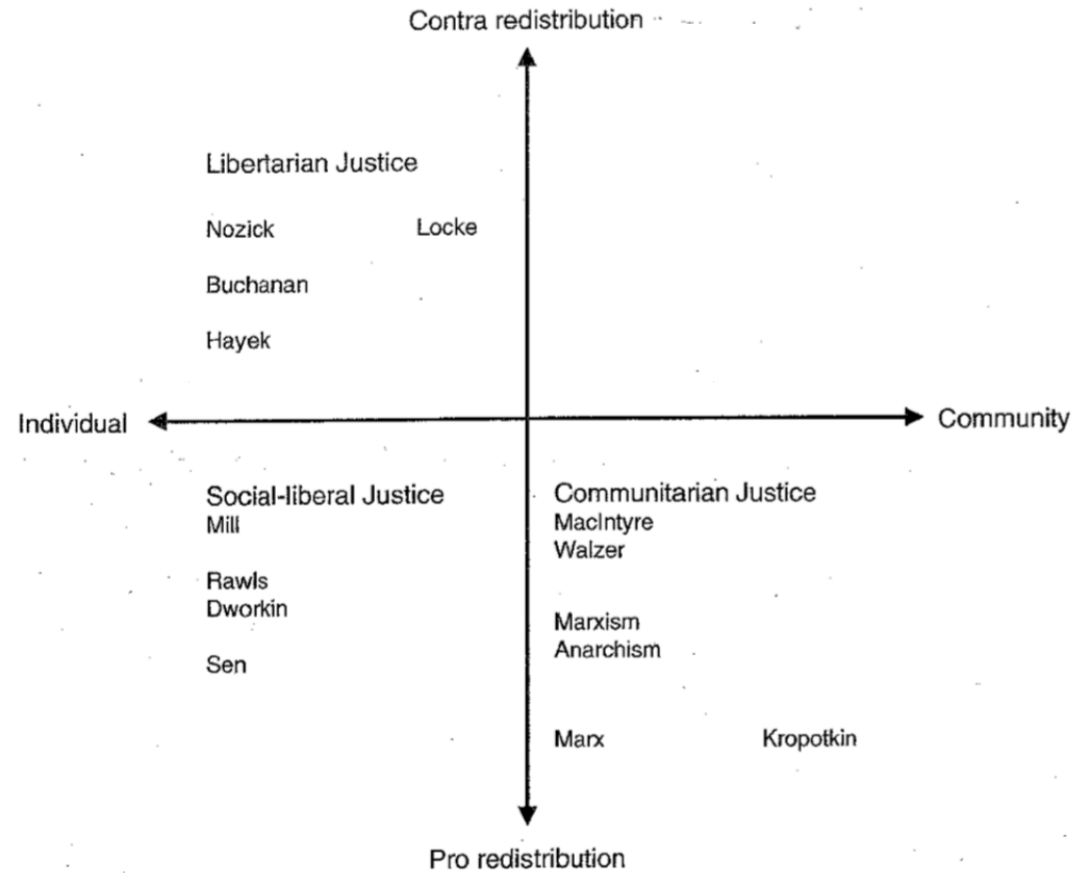 Contra redistribution
Libertarian Justice
Nozick
Locke
Buchanan
Hayek
Individual
Community
Social-liberal Justice
Mill
Rawls
Dworkin
Sen
Communitarian Justice
MacIntyre
Walzer
Marxism
Anarchism
Marx
Kropotkin
Pro redistribution